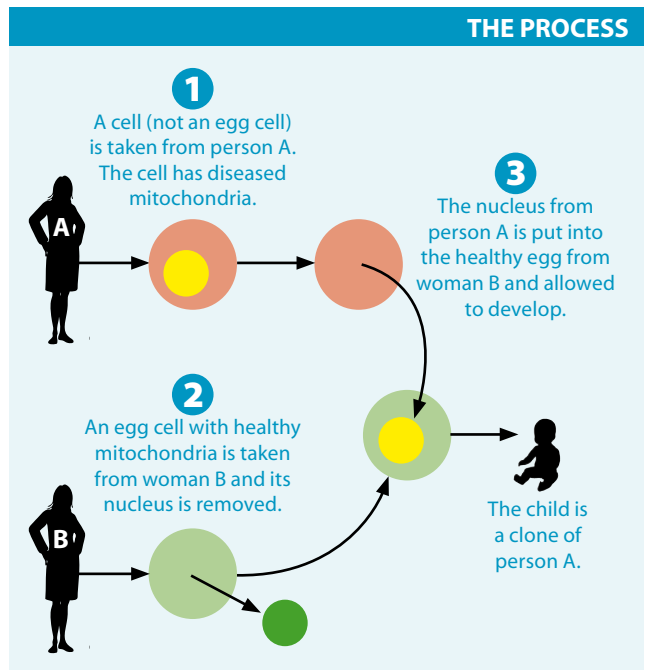 THE PROCESS
1
A cell (not an egg cell)
is taken from person A.
The cell has diseased
mitochondria.
A
3
The nucleus from
person A is put into
the healthy egg from
woman B and allowed
to develop.
2
An egg cell with healthy
mitochondria is taken
from woman B and its
nucleus is removed.
B
The child is
a clone of
person A.